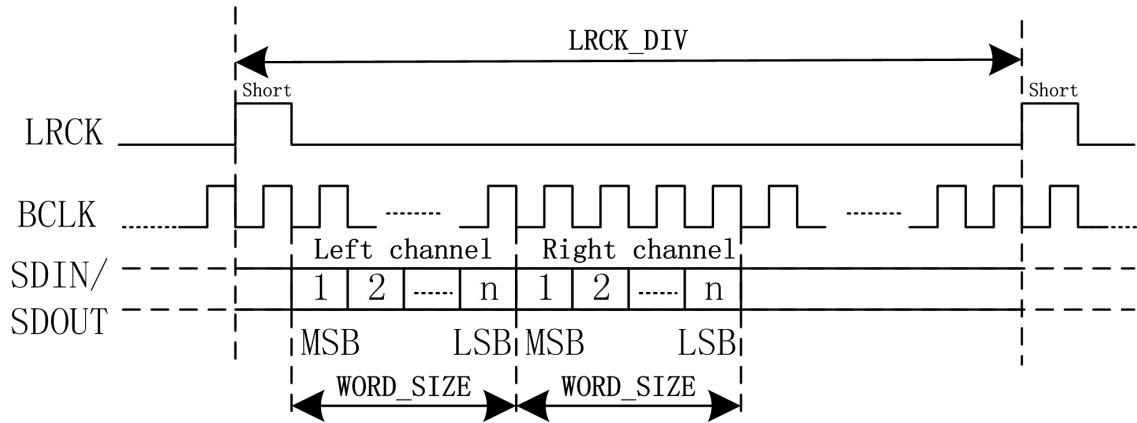 LRCK_DIV
Short
Short
LRCK
BCLK
........
Left channel Right channel
SDIN/
SDOUT
1 2 ...... n 1 2 ...... n
MSB LSB MSB LSB
WORD_SIZE WORD_SIZE